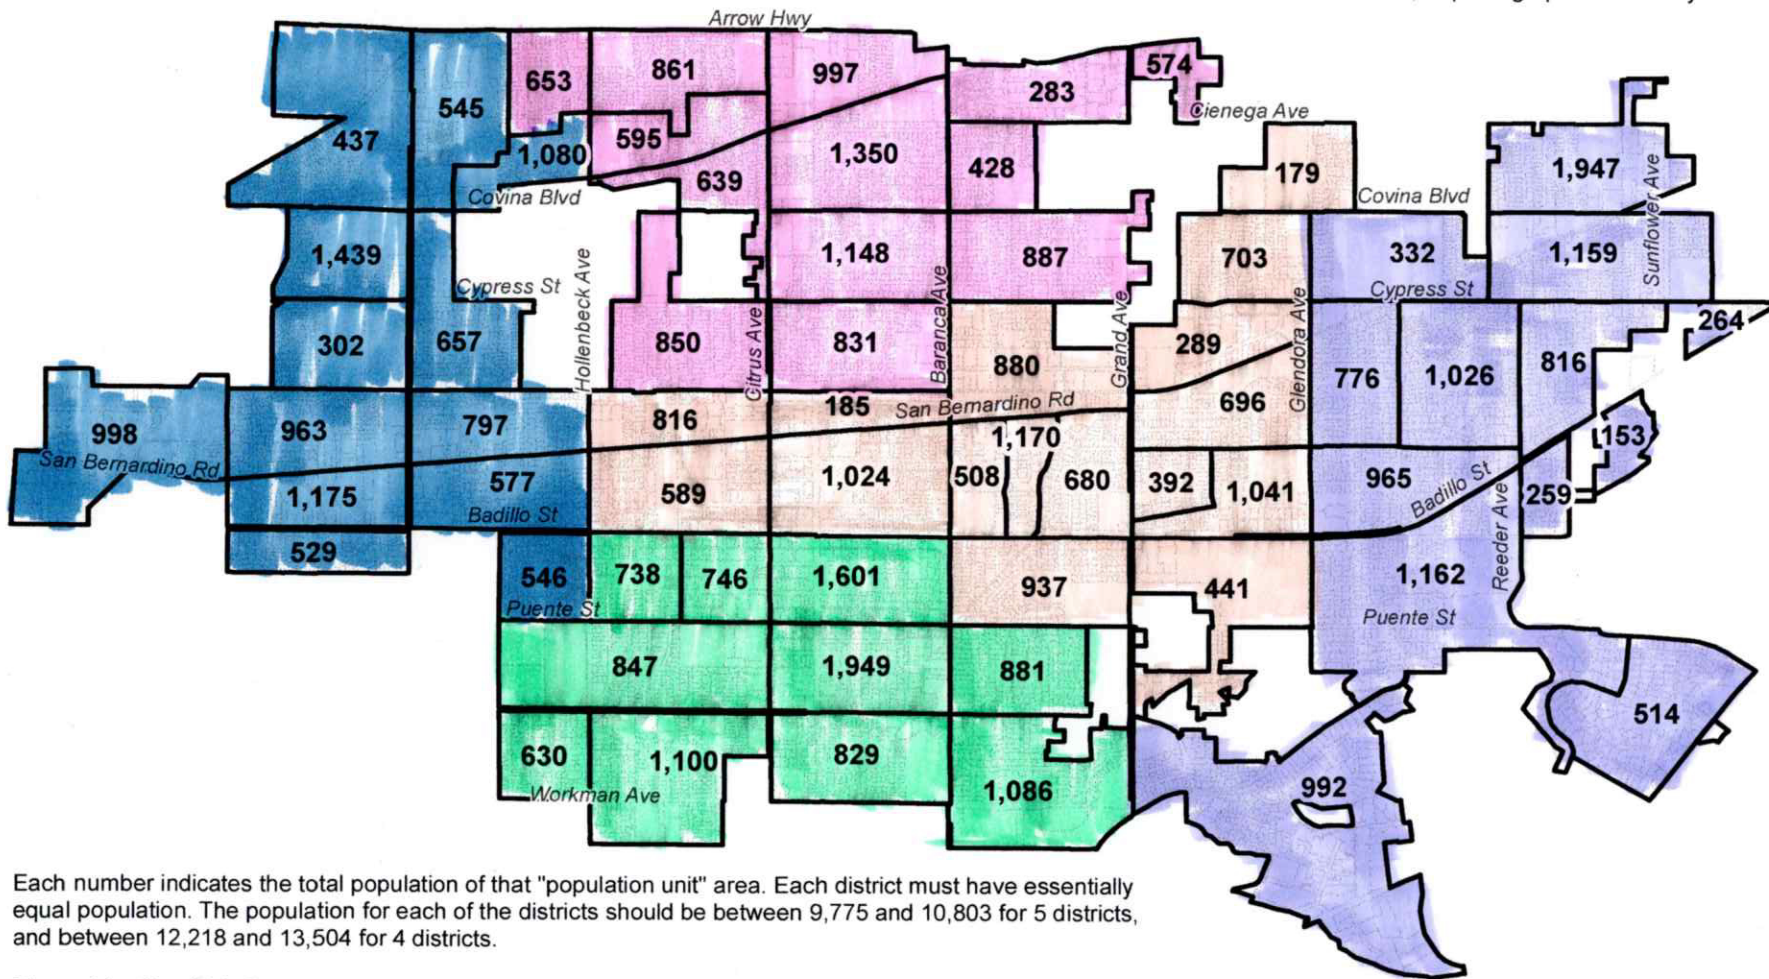 Arrow Hwy
653
861
997
283
574
545
Cienega Ave
437
595
1,080
1,350
428
179
1,947
639
Covina Blvd
Covina Blvd
1,439
1,148
887
703
332
1,159
Sunflower Ave
Cypress St
Hollenbeck Ave
Cypress St
302
657
850
Citrus Ave
831
Baranca Ave
880
Grand Ave
289
Glendora Ave
776
1,026
816
264
998
963
797
816
185
San Bernardino Rd
696
153
San Bernardino Rd
1,170
1,175
577
589
1,024
508
680
392
1,041
965
Badillo St
259
Badillo St
Reeder Ave
529
546
738
746
1,601
937
441
1,162
Puente St
Puente St
847
1,949
881
514
630
1,100
829
1,086
992
Workman Ave
Each number indicates the total population of that "population unit" area. Each district must have essentially
equal population. The population for each of the districts should be between 9,775 and 10,803 for 5 districts,
and between 12,218 and 13,504 for 4 districts.